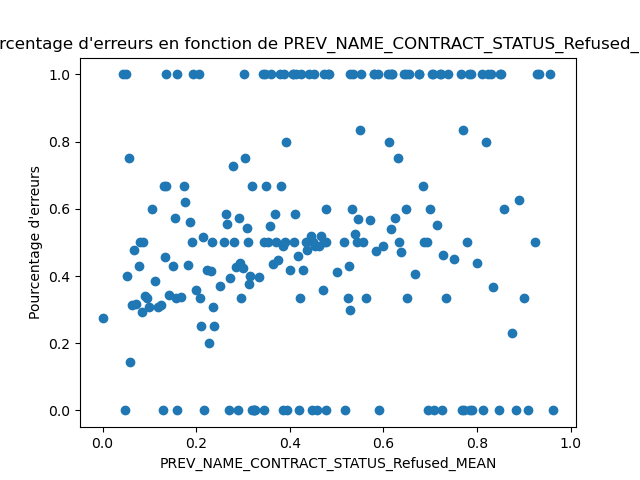 rcentage d'erreurs en fonction de PREV_NAME_CONTRACT_STATUS_Refused_
Pourcentage d'erreurs
1.0
0.8
0.6
0.4
0.2
0.0
0.0 0.2 0.4 0.6 0.8 1.0
PREV_NAME_CONTRACT_STATUS_Refused_MEAN